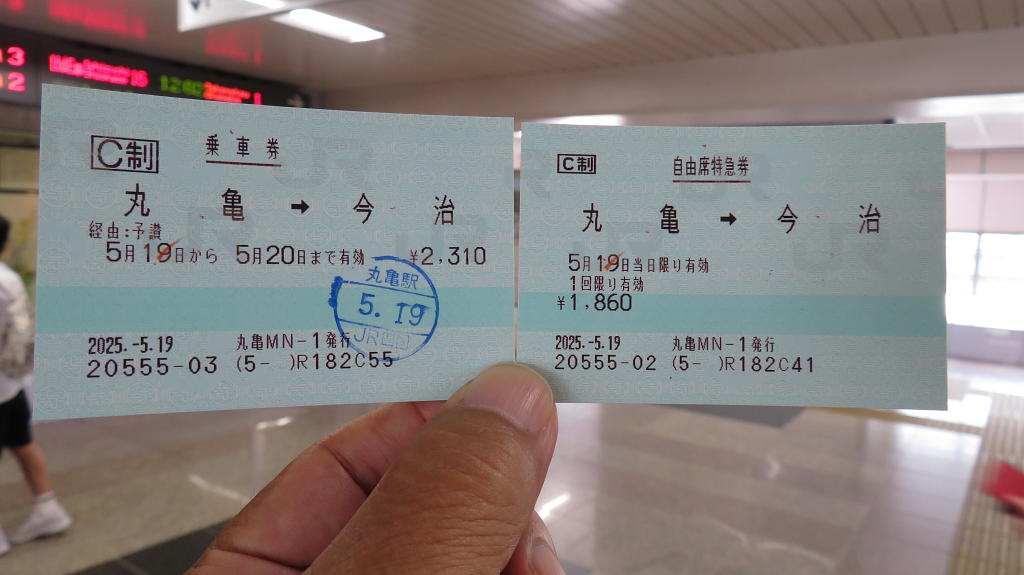 C制 乗車券
丸亀→今治
経由:予讃
5月19日から 5月20日まで有効 ¥2,310
丸亀駅
5.19
JR四国
2025.-5.19 丸亀MN-1発行
20555-03 (5- )R182C55
C制 自由席特急券
丸亀→今治
5月19日当日限り有効
1回限り有効
¥1,860
2025.-5.19 丸亀MN-1発行
20555-02 (5- )R182C41